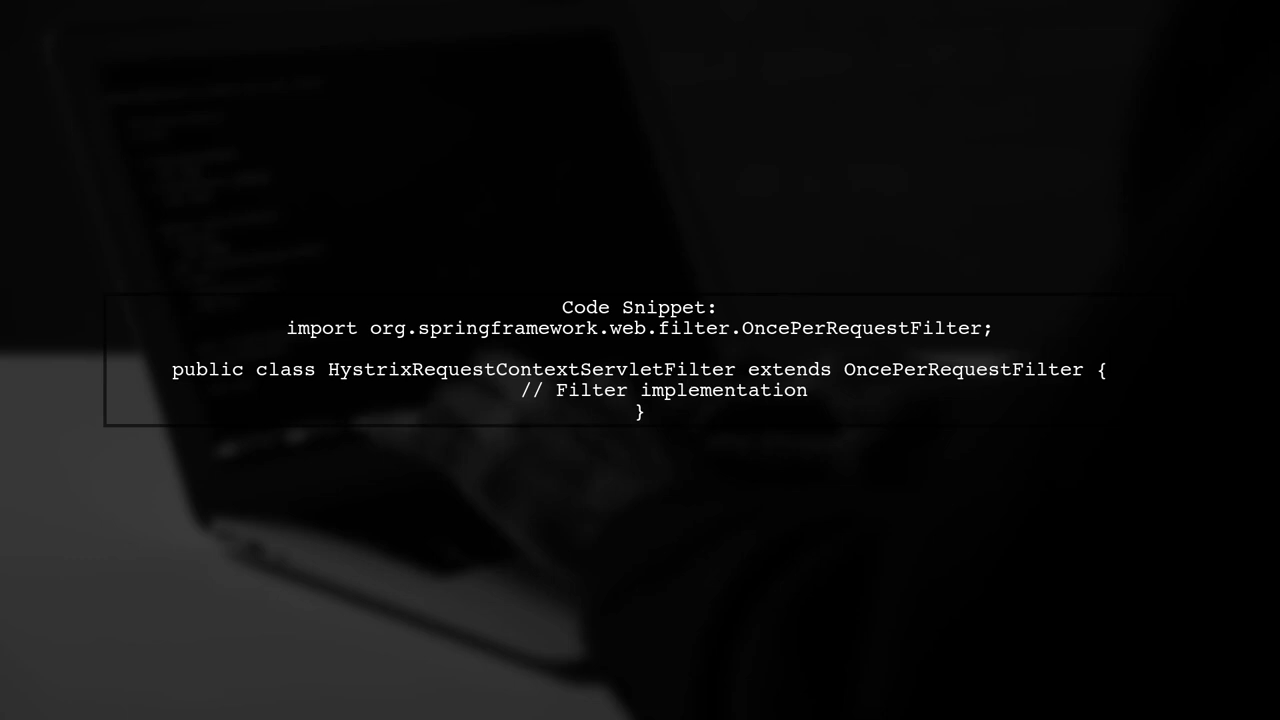 Code Snippet:
import org.springframework.web.filter.OncePerRequestFilter;
public class HystrixRequestContextServletFilter extends OncePerRequestFilter {
// Filter implementation
}